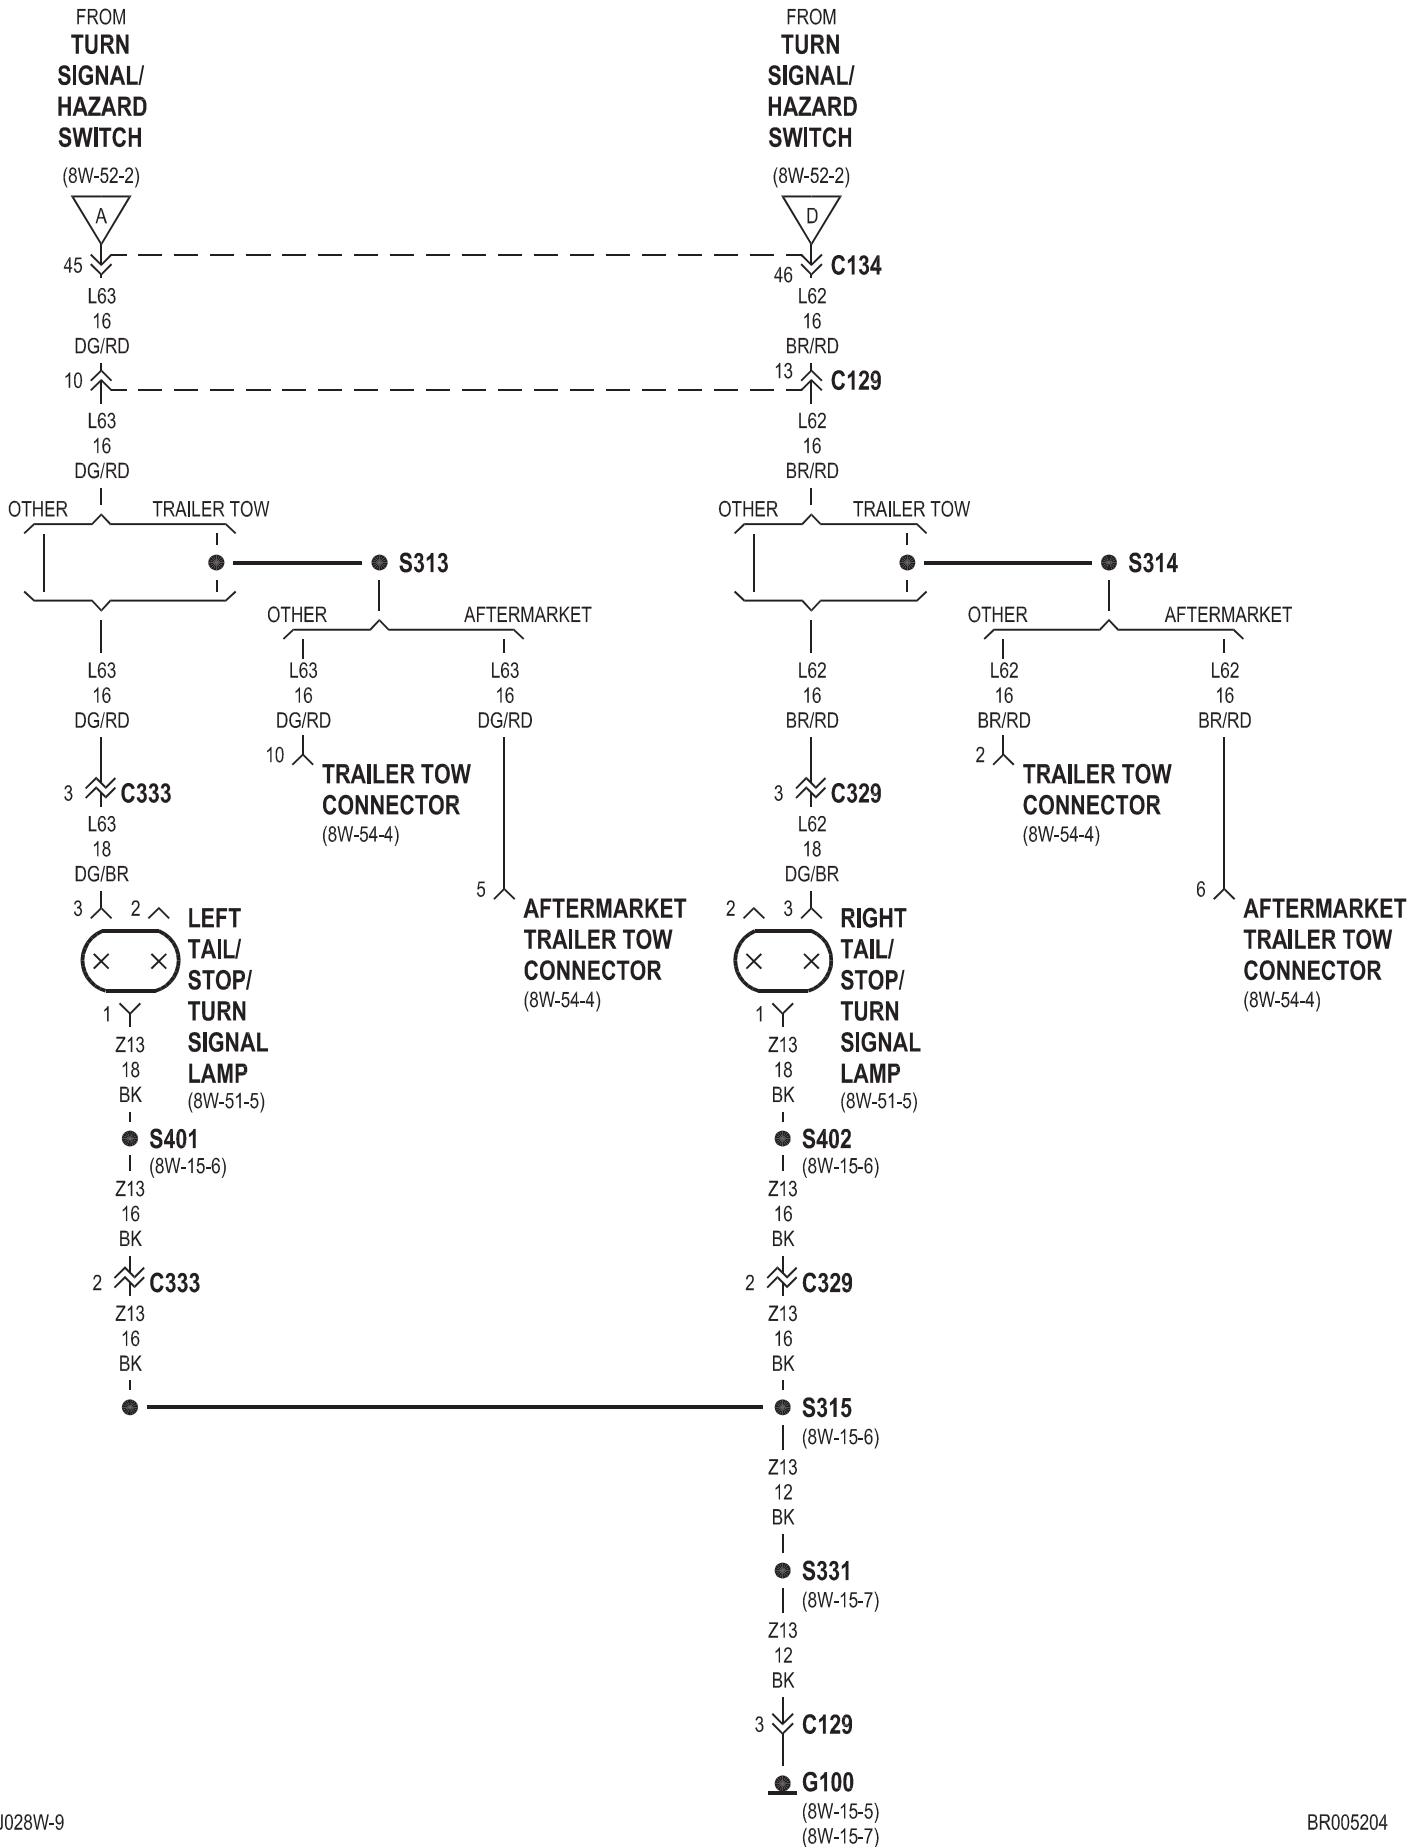 FROM
TURN
SIGNAL/
HAZARD
SWITCH
(8W-52-2)
A
FROM
TURN
SIGNAL/
HAZARD
SWITCH
(8W-52-2)
D
45
46
C134
L63
16
DG/RD
L62
16
BR/RD
10
13
C129
L63
16
DG/RD
L62
16
BR/RD
OTHER
TRAILER TOW
S313
OTHER
TRAILER TOW
S314
OTHER
AFTERMARKET
OTHER
AFTERMARKET
L63
16
DG/RD
L63
16
DG/RD
L63
16
DG/RD
L62
16
BR/RD
L62
16
BR/RD
L62
16
BR/RD
10
TRAILER TOW
CONNECTOR
(8W-54-4)
2
TRAILER TOW
CONNECTOR
(8W-54-4)
3
C333
3
C329
L63
18
DG/BR
L62
18
DG/BR
5
AFTERMARKET
TRAILER TOW
CONNECTOR
(8W-54-4)
6
AFTERMARKET
TRAILER TOW
CONNECTOR
(8W-54-4)
3
2
LEFT
TAIL/
STOP/
TURN
SIGNAL
LAMP
(8W-51-5)
2
3
RIGHT
TAIL/
STOP/
TURN
SIGNAL
LAMP
(8W-51-5)
1
Z13
18
BK
1
Z13
18
BK
S401
(8W-15-6)
S402
(8W-15-6)
Z13
16
BK
Z13
16
BK
2
C333
2
C329
Z13
16
BK
Z13
16
BK
S315
(8W-15-6)
Z13
12
BK
S331
(8W-15-7)
Z13
12
BK
3
C129
G100
(8W-15-5)
(8W-15-7)
J028W-9
BR005204